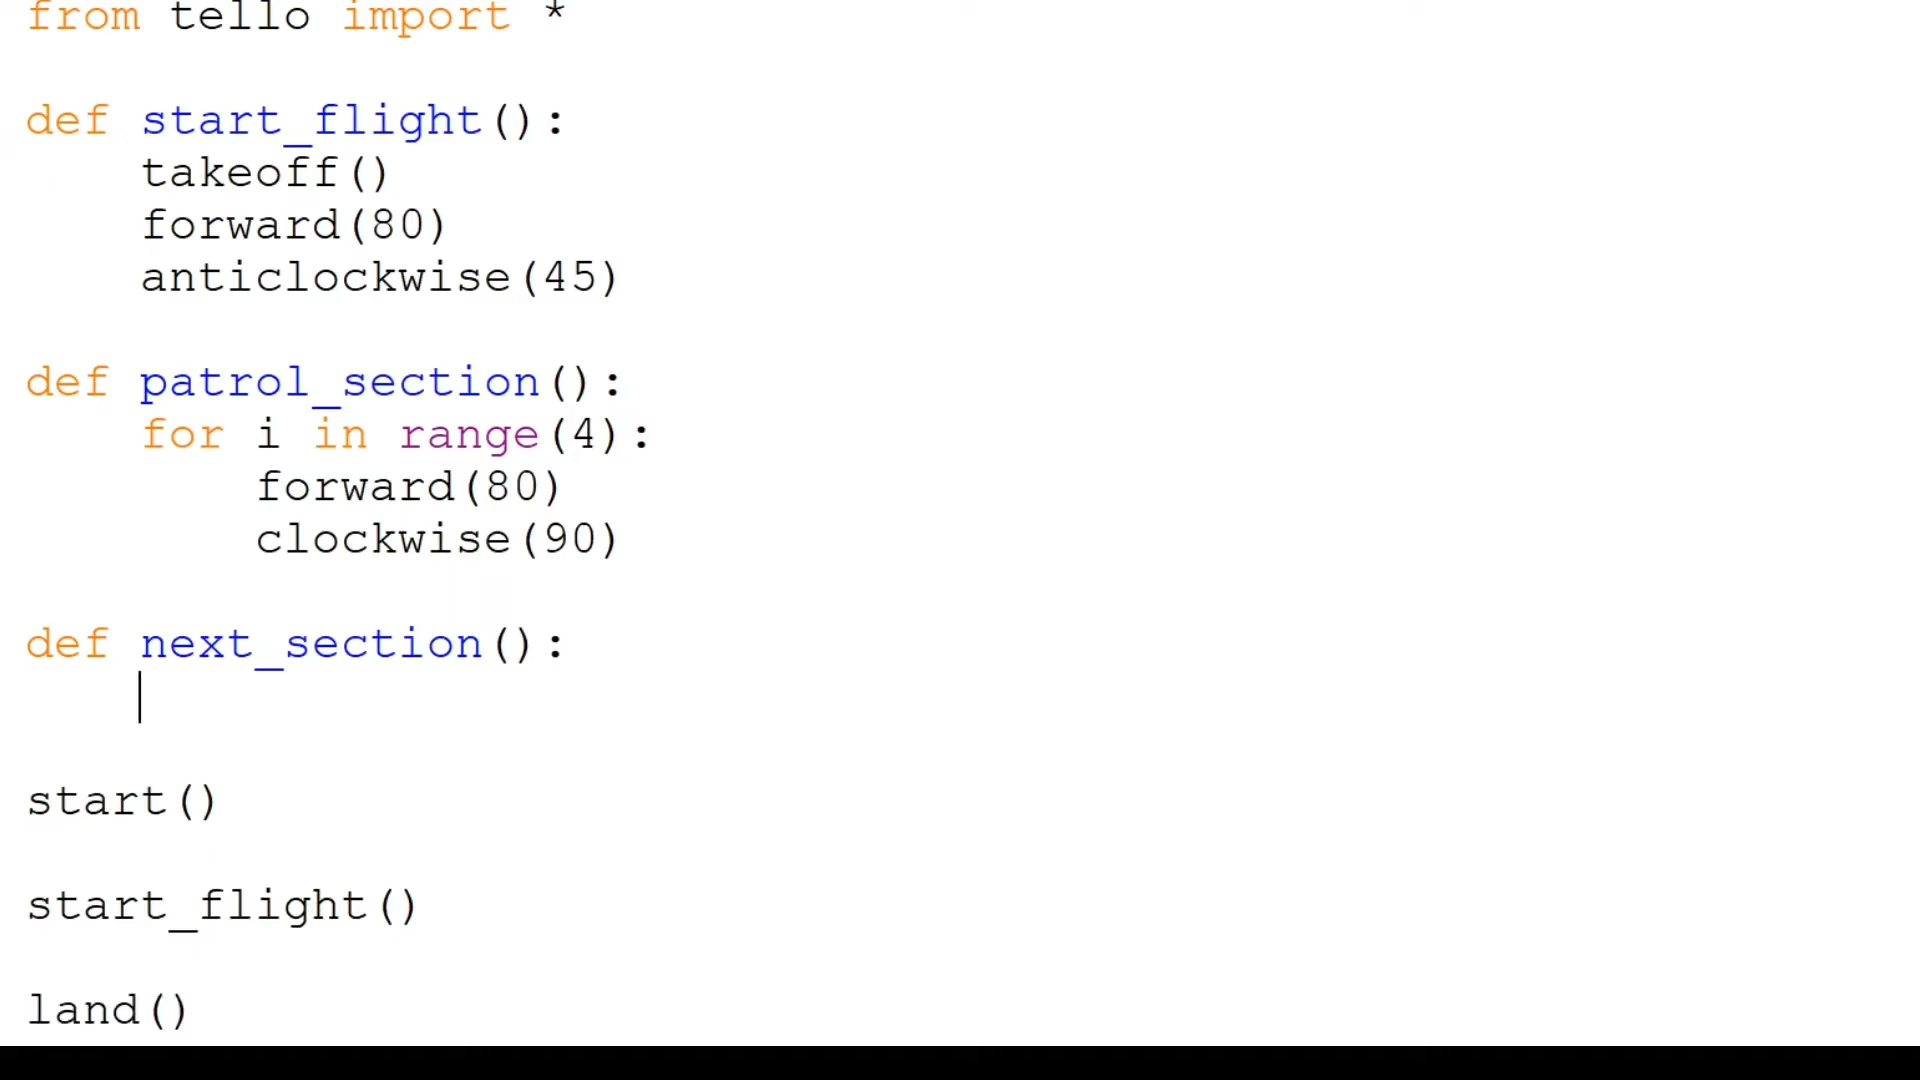 from tello import *
def start_flight():
    takeoff()
    forward(80)
    anticlockwise(45)
def patrol_section():
    for i in range(4):
        forward(80)
        clockwise(90)
def next_section():
start()
start_flight()
land()